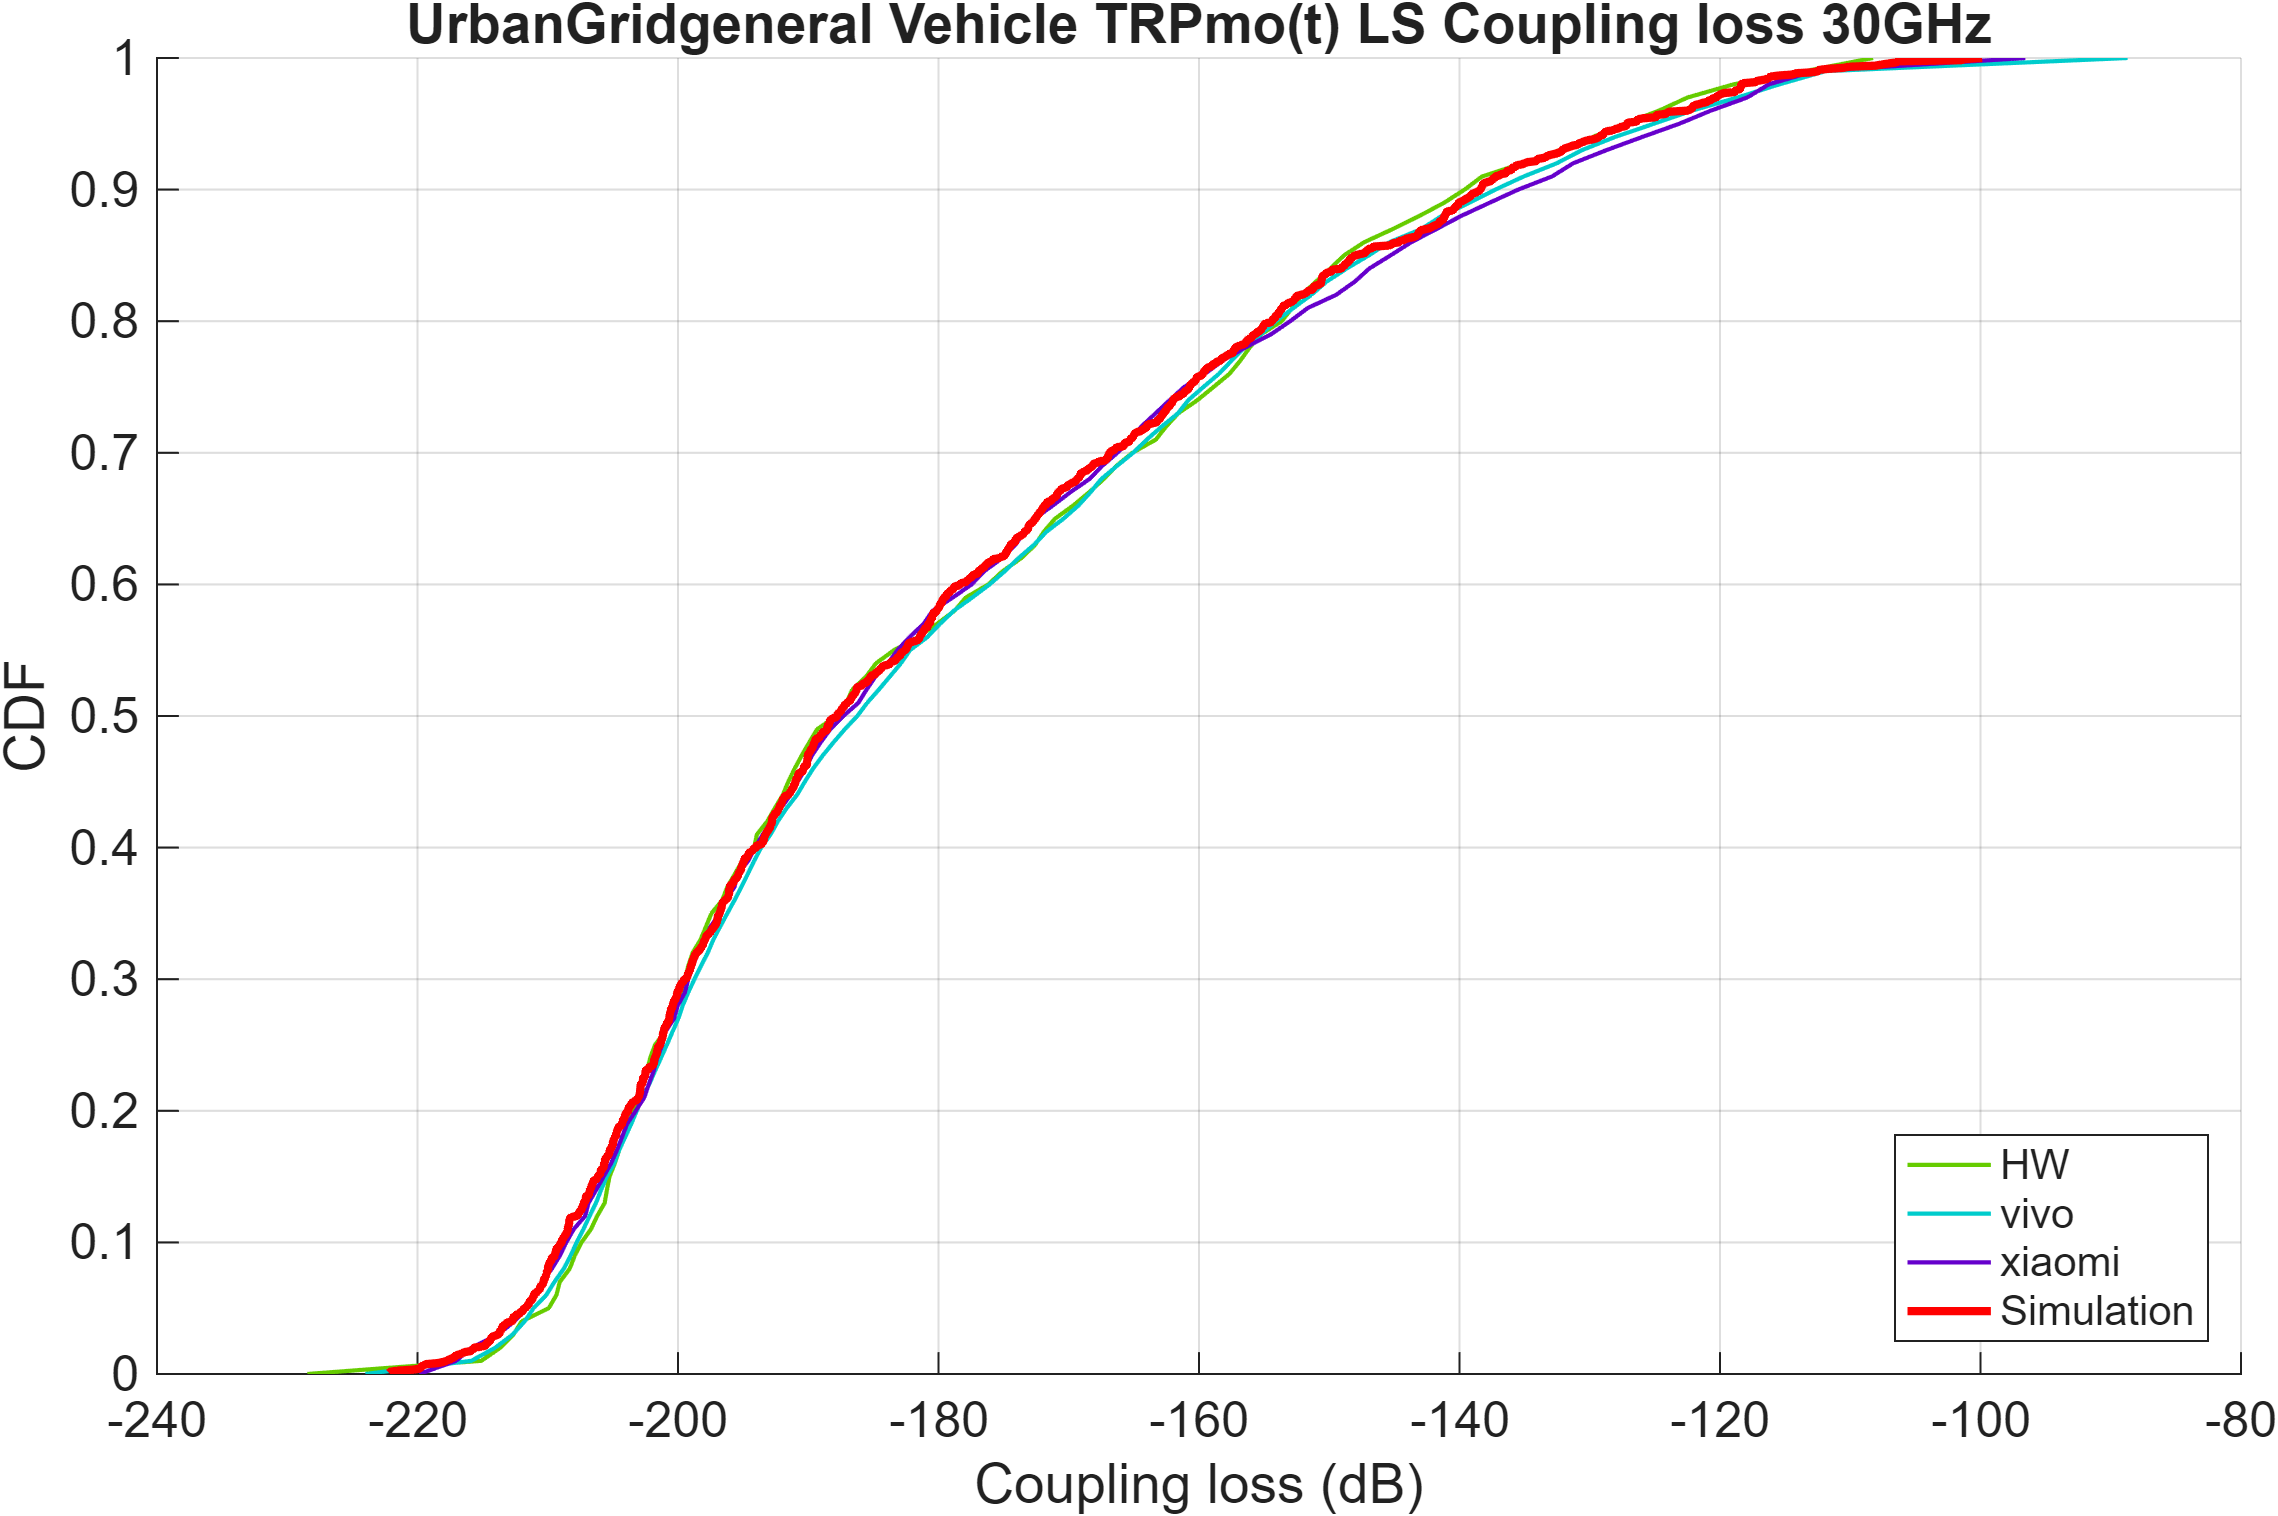 UrbanGridgeneral Vehicle TRPmo(t) LS Coupling loss 30GHz
1
0.9
0.8
0.7
0.6
0.5
0.4
0.3
0.2
0.1
0
CDF
-240
-220
-200
-180
-160
-140
-120
-100
-80
Coupling loss (dB)
HW
vivo
xiaomi
Simulation